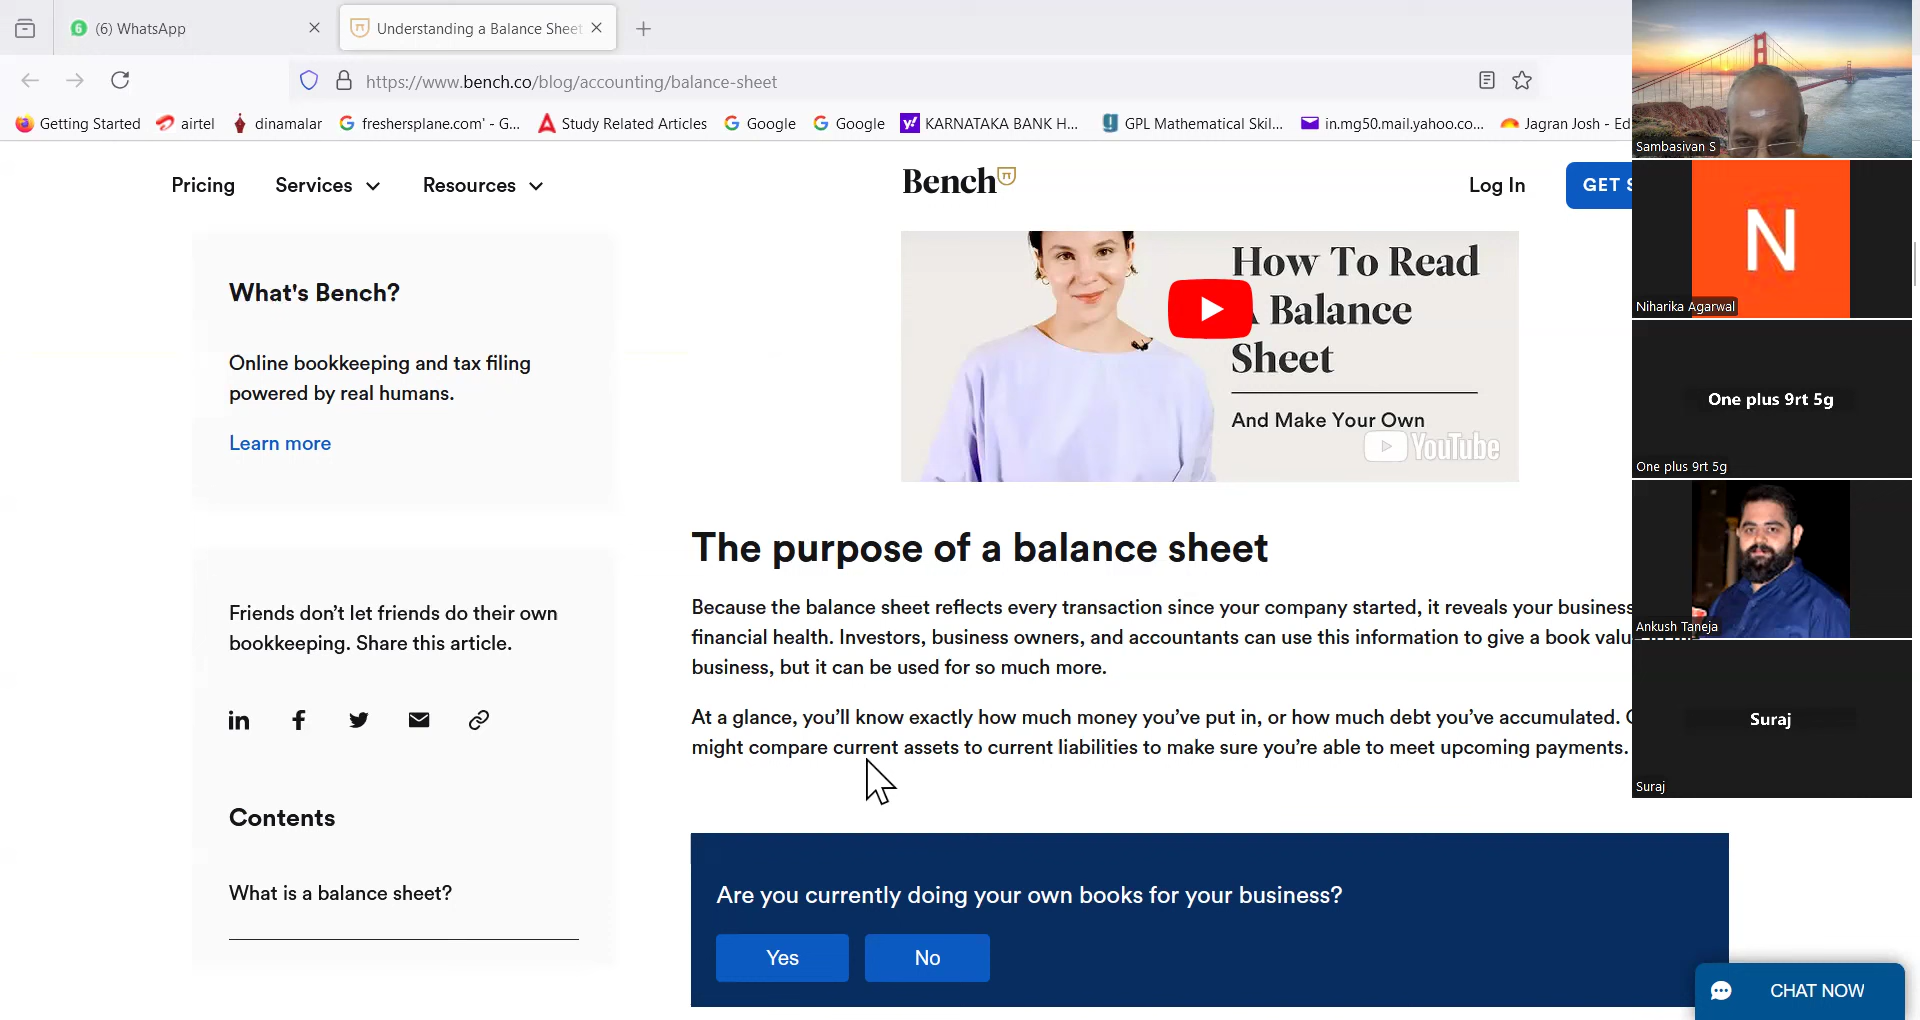 (6) WhatsApp
Understanding a Balance Sheet
https://www.bench.co/blog/accounting/balance-sheet
Getting Started
airtel
dinamalar
freshersplane.com' - G...
Study Related Articles
Google
Google
KARNATAKA BANK H...
GPL Mathematical Skil...
in.mg50.mail.yahoo.co...
Jagran Josh - Ed
Pricing
Services
Resources
Bench
Log In
GET
What's Bench?
Online bookkeeping and tax filing
powered by real humans.
Learn more
Friends don’t let friends do their own
bookkeeping. Share this article.
Contents
What is a balance sheet?
How To Read
A Balance
Sheet
And Make Your Own
YouTube
The purpose of a balance sheet
Because the balance sheet reflects every transaction since your company started, it reveals your business
financial health. Investors, business owners, and accountants can use this information to give a book
business, but it can be used for so much more.
At a glance, you’ll know exactly how much money you’ve put in, or how much debt you’ve accumulated.
might compare current assets to current liabilities to make sure you’re able to meet upcoming payments.
Are you currently doing your own books for your business?
Yes
No
CHAT NOW
Sambasivan S
N
Niharika Agarwal
One plus 9rt 5g
One plus 9rt 5g
Ankush Taneja
Suraj
Suraj